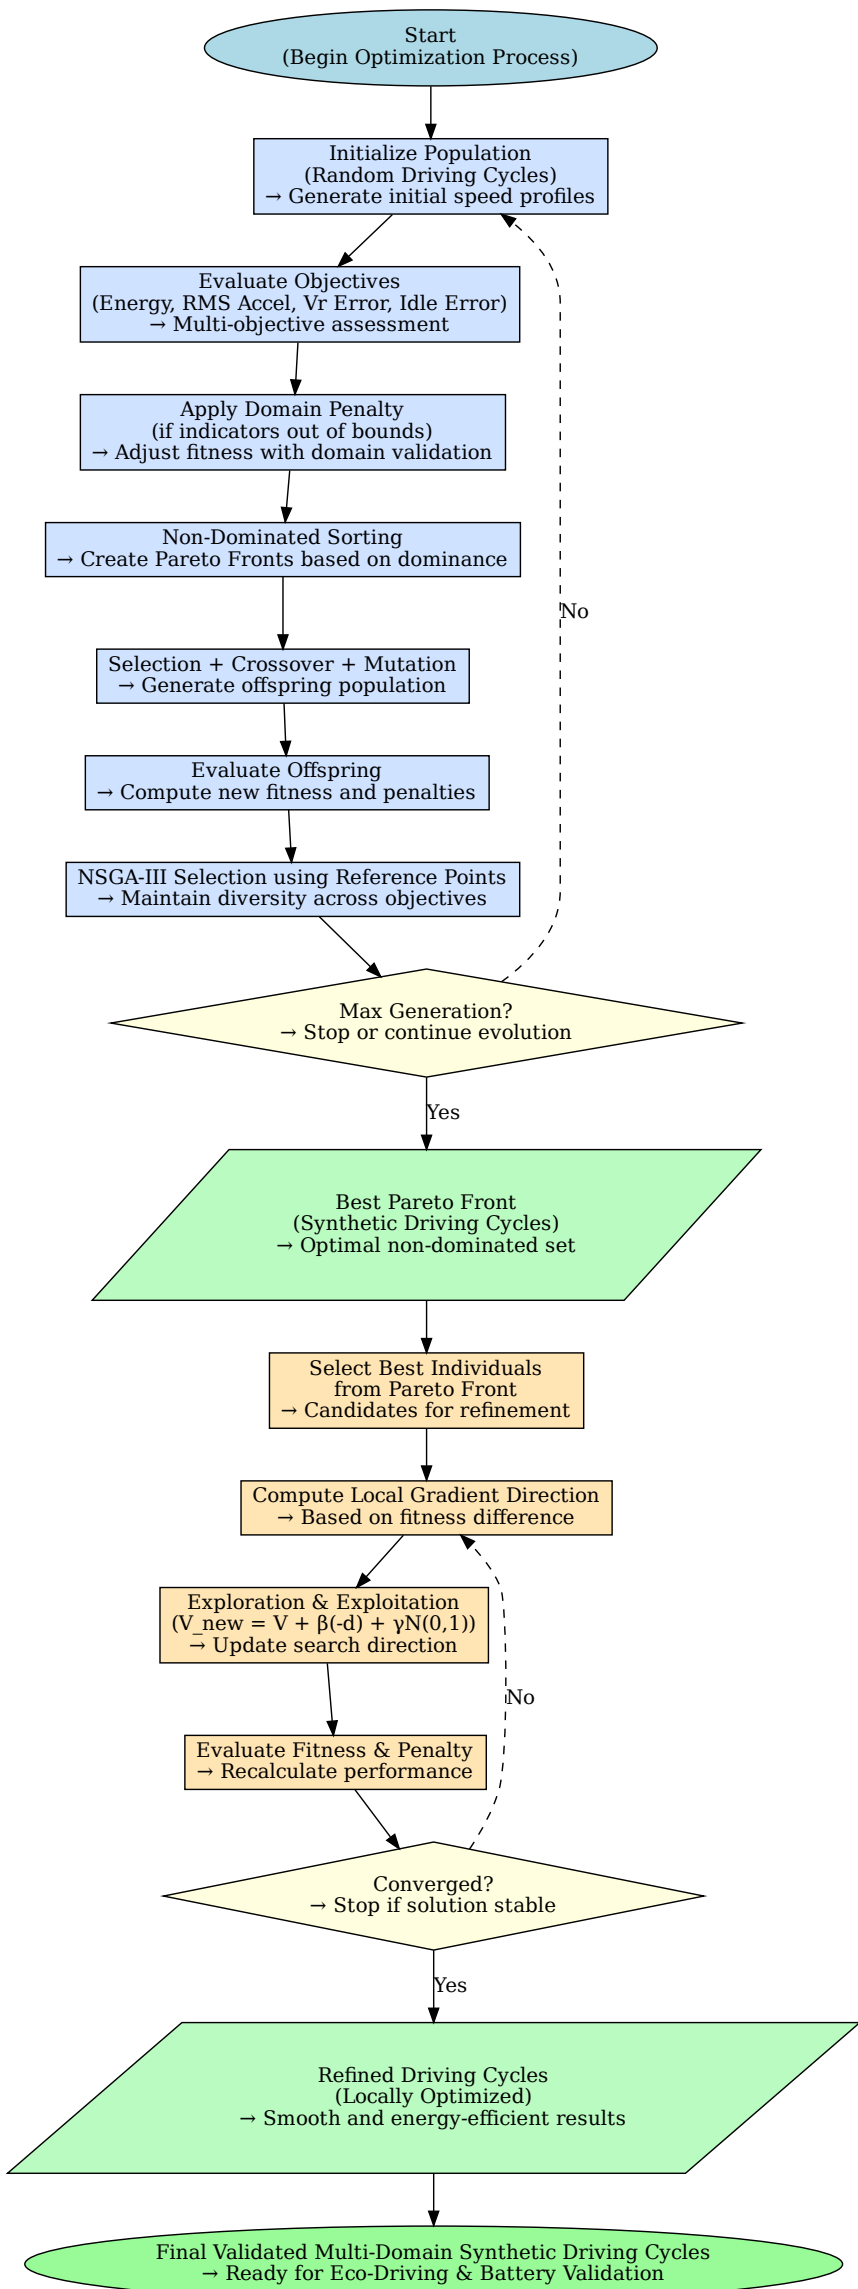 Start
(Begin Optimization Process)
Initialize Population
(Random Driving Cycles)
→ Generate initial speed profiles
Evaluate Objectives
(Energy, RMS Accel, Vr Error, Idle Error)
→ Multi-objective assessment
Apply Domain Penalty
(if indicators out of bounds)
→ Adjust fitness with domain validation
Non-Dominated Sorting
→ Create Pareto Fronts based on dominance
No
Selection + Crossover + Mutation
→ Generate offspring population
Evaluate Offspring
→ Compute new fitness and penalties
NSGA-III Selection using Reference Points
→ Maintain diversity across objectives
Max Generation?
→ Stop or continue evolution
Yes
Best Pareto Front
(Synthetic Driving Cycles)
→ Optimal non-dominated set
Select Best Individuals
from Pareto Front
→ Candidates for refinement
Compute Local Gradient Direction
→ Based on fitness difference
Exploration & Exploitation
(V_new = V + β(-d) + γN(0,1))
→ Update search direction
No
Evaluate Fitness & Penalty
→ Recalculate performance
Converged?
→ Stop if solution stable
Yes
Refined Driving Cycles
(Locally Optimized)
→ Smooth and energy-efficient results
Final Validated Multi-Domain Synthetic Driving Cycles
→ Ready for Eco-Driving & Battery Validation